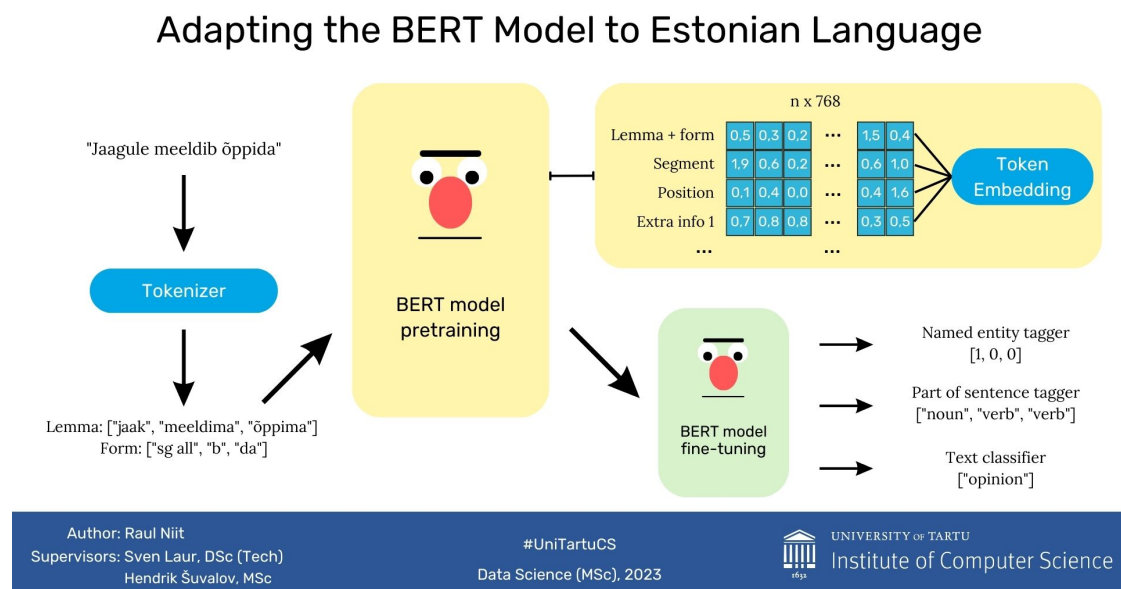 Adapting the BERT Model to Estonian Language
"Jaagule meeldib õppida"
Tokenizer
Lemma: ["jaak", "meeldima", "õppima"]
Form: ["sg all", "b", "da"]
BERT model
pretraining
n x 768
Lemma + form 0,5 0,3 0,2 ... 1,5 0,4
Segment 1,9 0,6 0,2 ... 0,6 1,0
Position 0,1 0,4 0,0 ... 0,4 1,6
Extra info 1 0,7 0,8 0,8 ... 0,3 0,5
... ...
Token
Embedding
BERT model
fine-tuning
Named entity tagger
[1, 0, 0]
Part of sentence tagger
["noun", "verb", "verb"]
Text classifier
["opinion"]
Author: Raul Niit
Supervisors: Sven Laur, DSc (Tech)
Hendrik Šuvalov, MSc
#UniTartuCS
Data Science (MSc), 2023
1632
UNIVERSITY OF TARTU
Institute of Computer Science